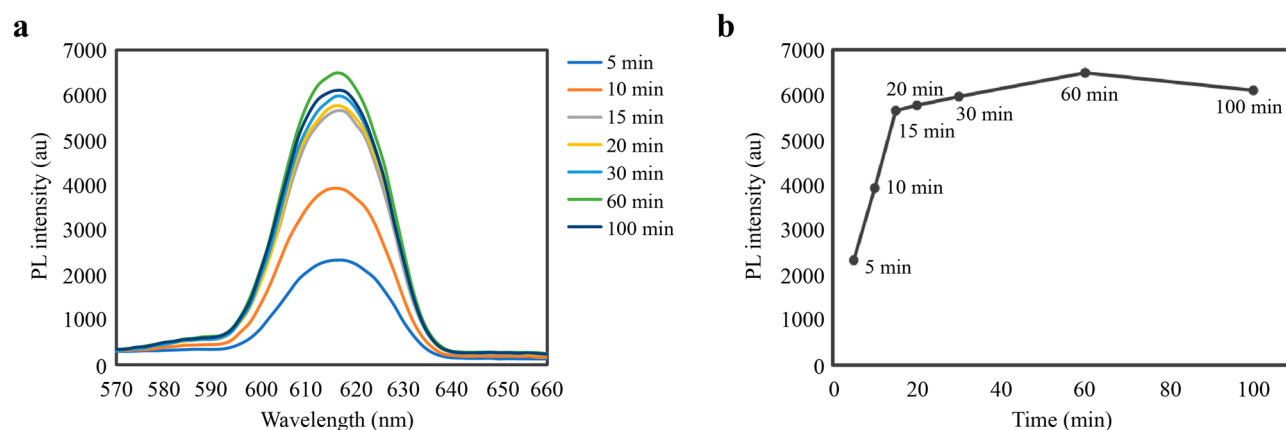 a
7000
6000
5000
4000
3000
2000
1000
0
PL intensity (au)
570 580 590 600 610 620 630 640 650 660
Wavelength (nm)
5 min
10 min
15 min
20 min
30 min
60 min
100 min
b
7000
6000
5000
4000
3000
2000
1000
0
PL intensity (au)
20 min
15 min
30 min
60 min
100 min
10 min
5 min
0 20 40 60 80 100
Time (min)